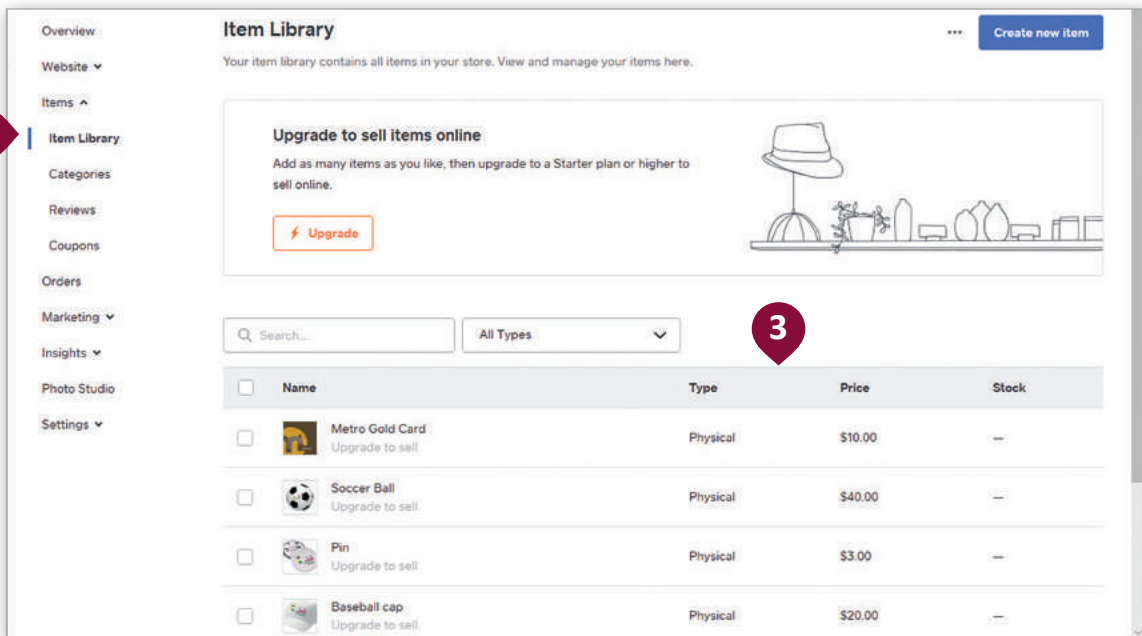 Overview
Website
Items
Item Library
Categories
Reviews
Coupons
Orders
Marketing
Insights
Photo Studio
Settings
Item Library
Create new item
Your item library contains all items in your store. View and manage your items here.
Upgrade to sell items online
Add as many items as you like, then upgrade to a Starter plan or higher to
sell online.
Upgrade
Search...
All Types
3
Name Type Price Stock
Metro Gold Card
Upgrade to sell
Physical $10.00 –
Soccer Ball
Upgrade to sell
Physical $40.00 –
Pin
Upgrade to sell
Physical $3.00 –
Baseball cap
Upgrade to sell
Physical $20.00 –